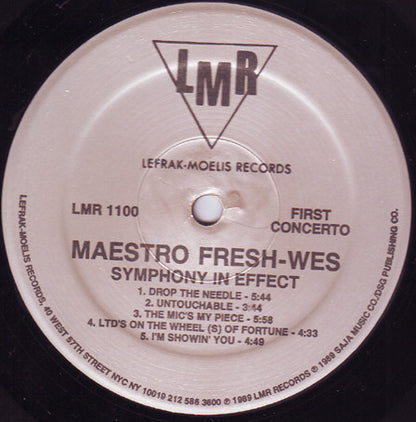 LMR
LEFRAK-MOELIS RECORDS
LMR 1100
FIRST
CONCERTO
MAESTRO FRESH-WES
SYMPHONY IN EFFECT
1. DROP THE NEEDLE - 5:44
2. UNTOUCHABLE - 3:44
3. THE MIC'S MY PIECE - 5:58
4. LTD'S ON THE WHEEL (S) OF FORTUNE - 4:33
5. I'M SHOWIN' YOU - 4:49
LEFRAK-MOELIS RECORDS, 40 WEST 57TH STREET NYC NY 10019 212 586 3600 ℗ 1989 LMR RECORDS ℗ 1989 SAJA MUSIC CO./DSG PUBLISHING CO.